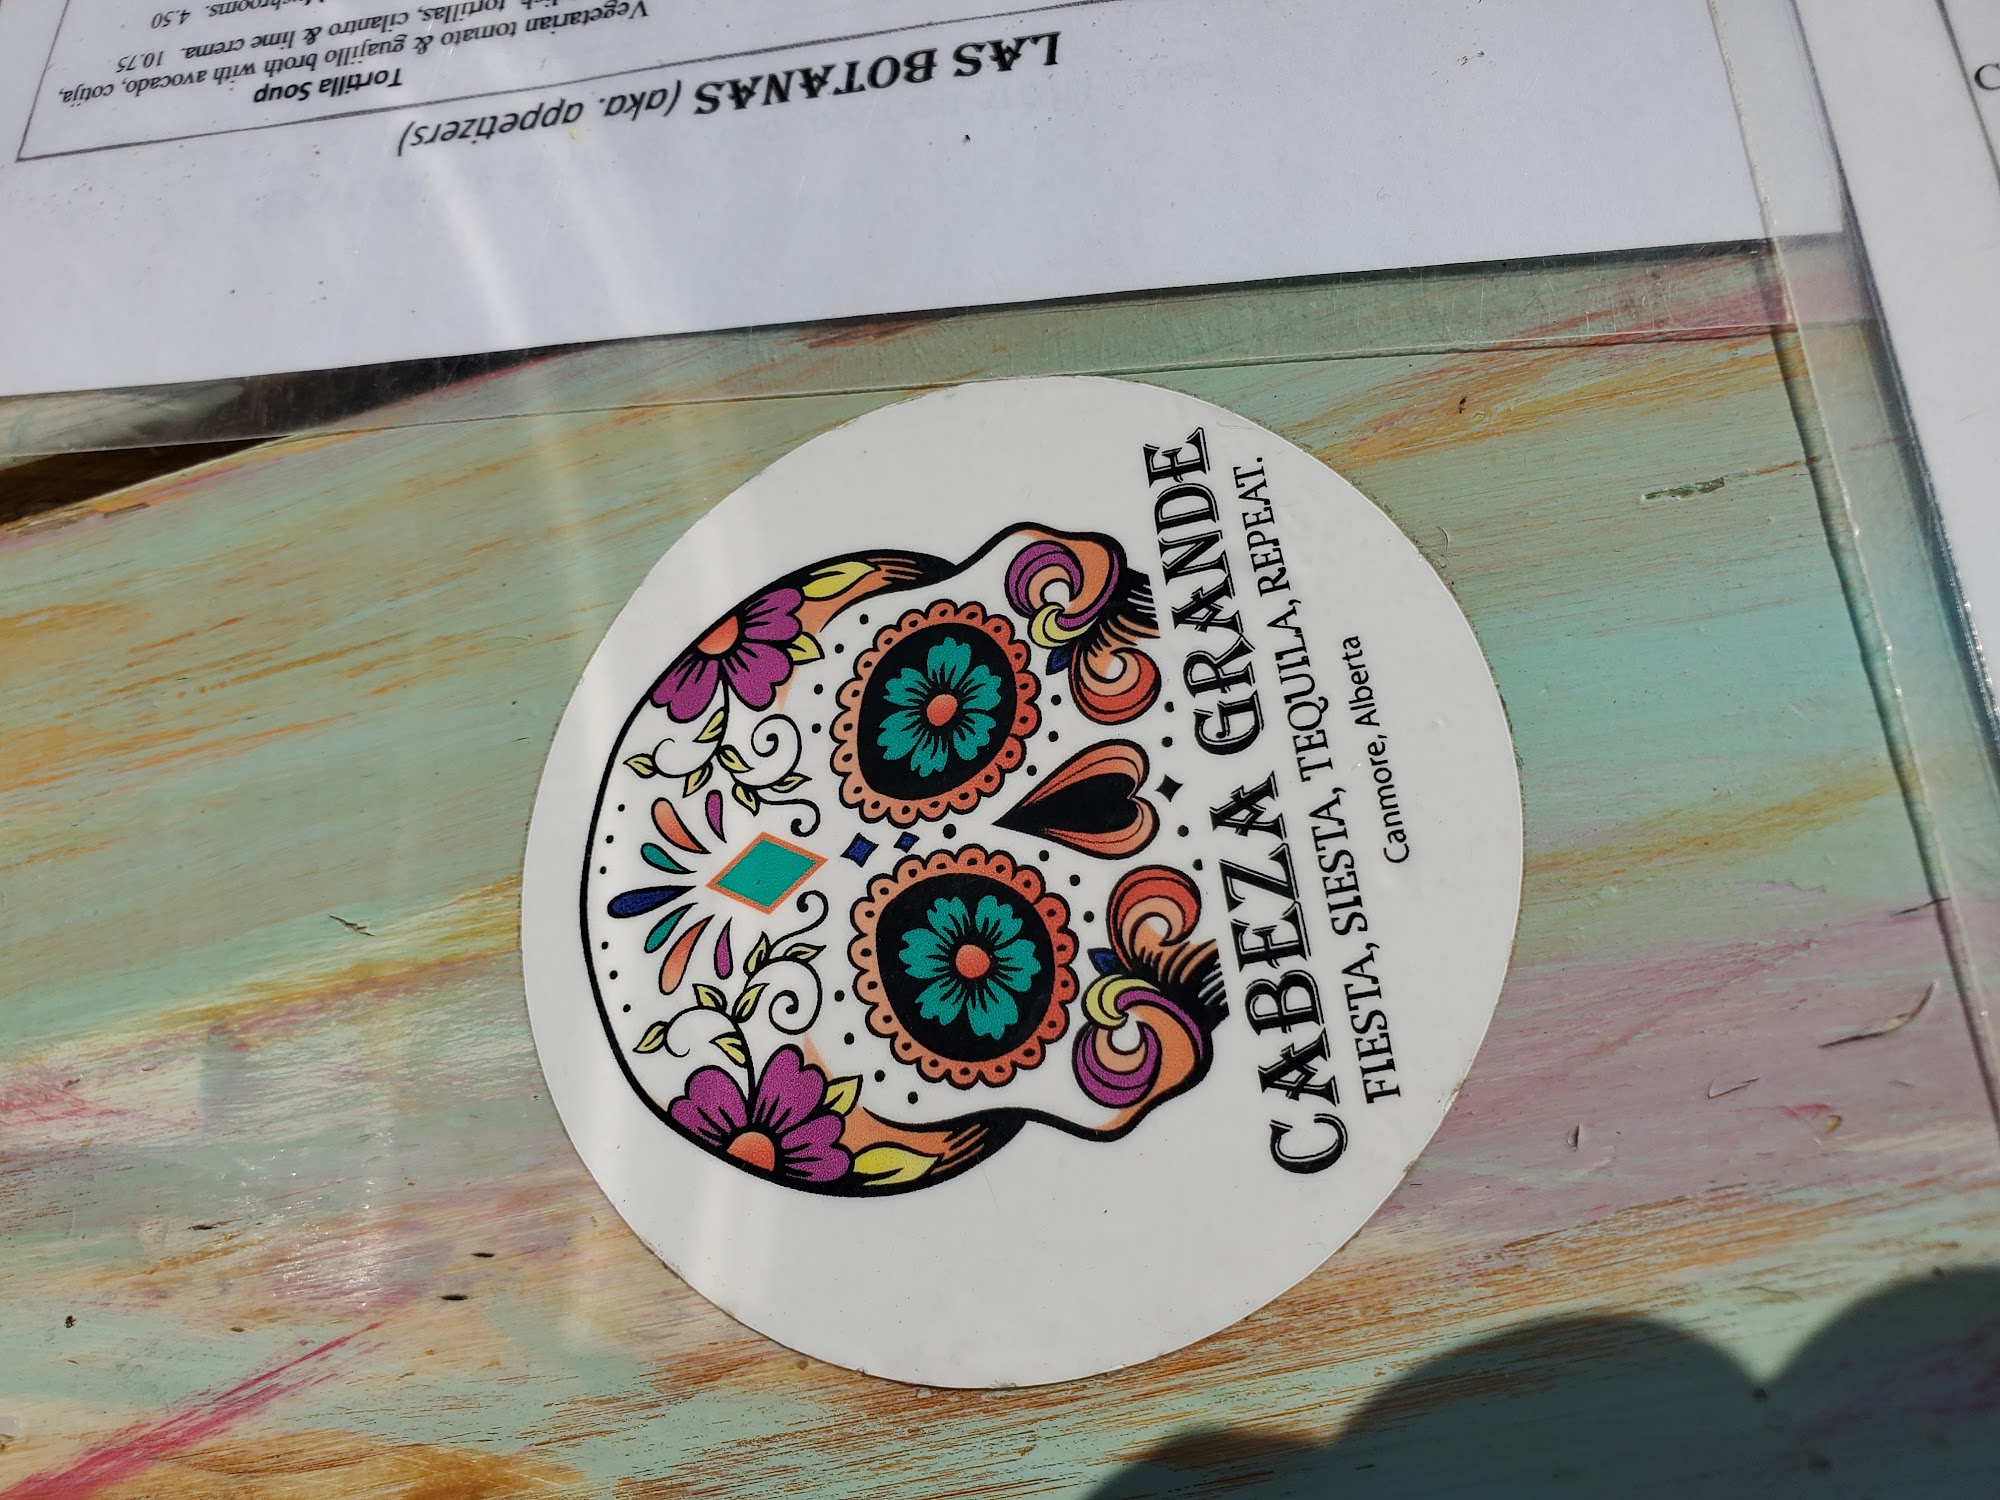 CABEZA GRANDE
FIESTA, SIESTA, TEQUILA, REPEAT.
Canmore, Alberta
LAS BOTANAS (aka. appetizers)
Tortilla Soup
Vegetarian tomato & guajillo broth with avocado, cotija,
tortillas, cilantro & lime crema. 10.75
Mushrooms. 4.50